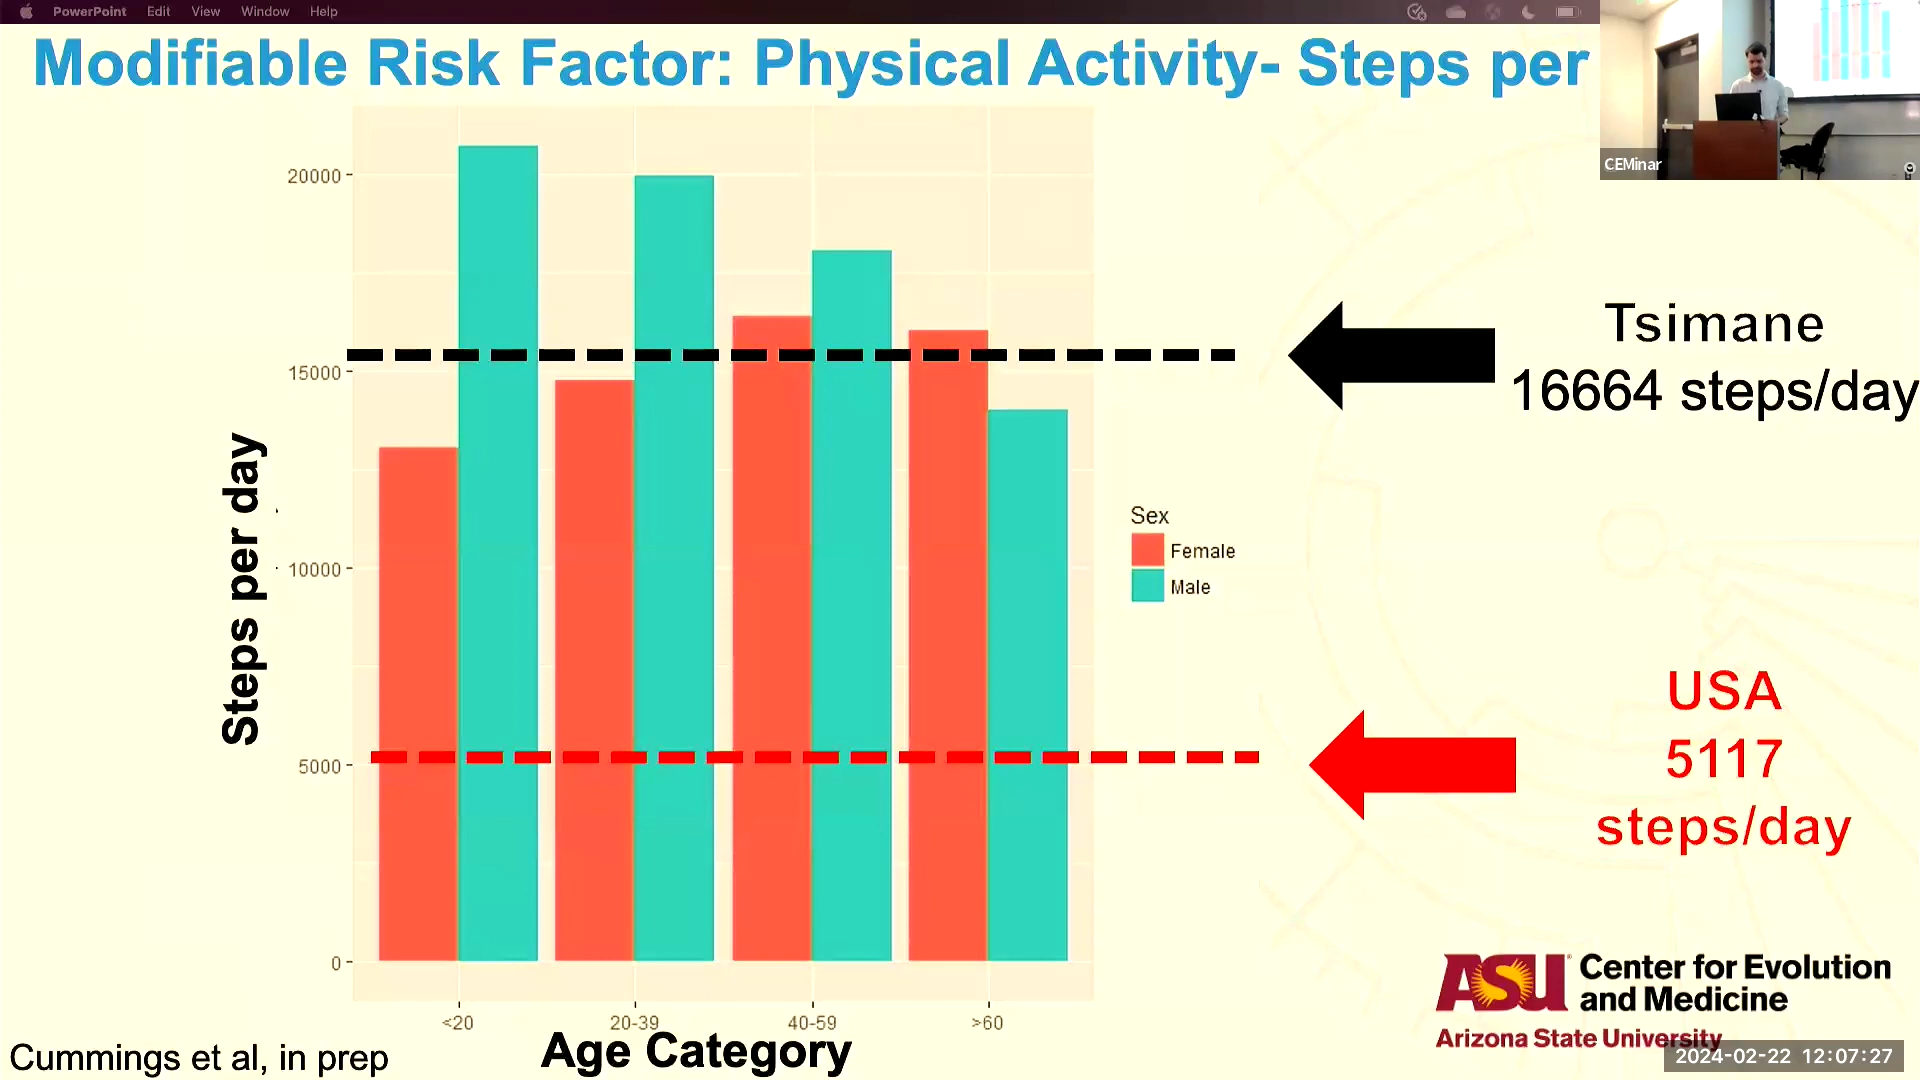 PowerPoint Edit View Window Help
Modifiable Risk Factor: Physical Activity- Steps per
CEMinar
20000
15000
10000
5000
0
Steps per day
<20 20-39 40-59 >60
Age Category
Sex
Female
Male
Tsimane
16664 steps/day
USA
5117
steps/day
Cummings et al, in prep
ASU Center for Evolution
and Medicine
Arizona State University
2024-02-22 12:07:27